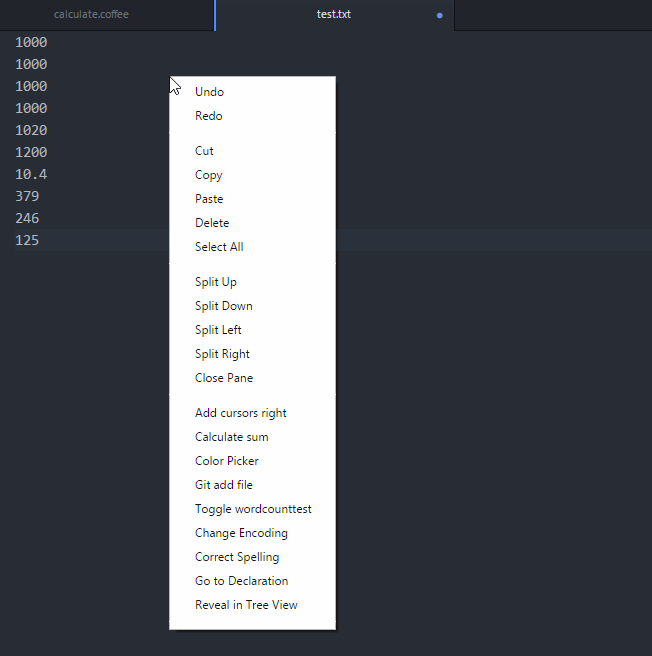 calculate.coffee
test.txt
1000
1000
1000
1000
1020
1200
10.4
379
246
125
Undo
Redo
Cut
Copy
Paste
Delete
Select All
Split Up
Split Down
Split Left
Split Right
Close Pane
Add cursors right
Calculate sum
Color Picker
Git add file
Toggle wordcounttest
Change Encoding
Correct Spelling
Go to Declaration
Reveal in Tree View